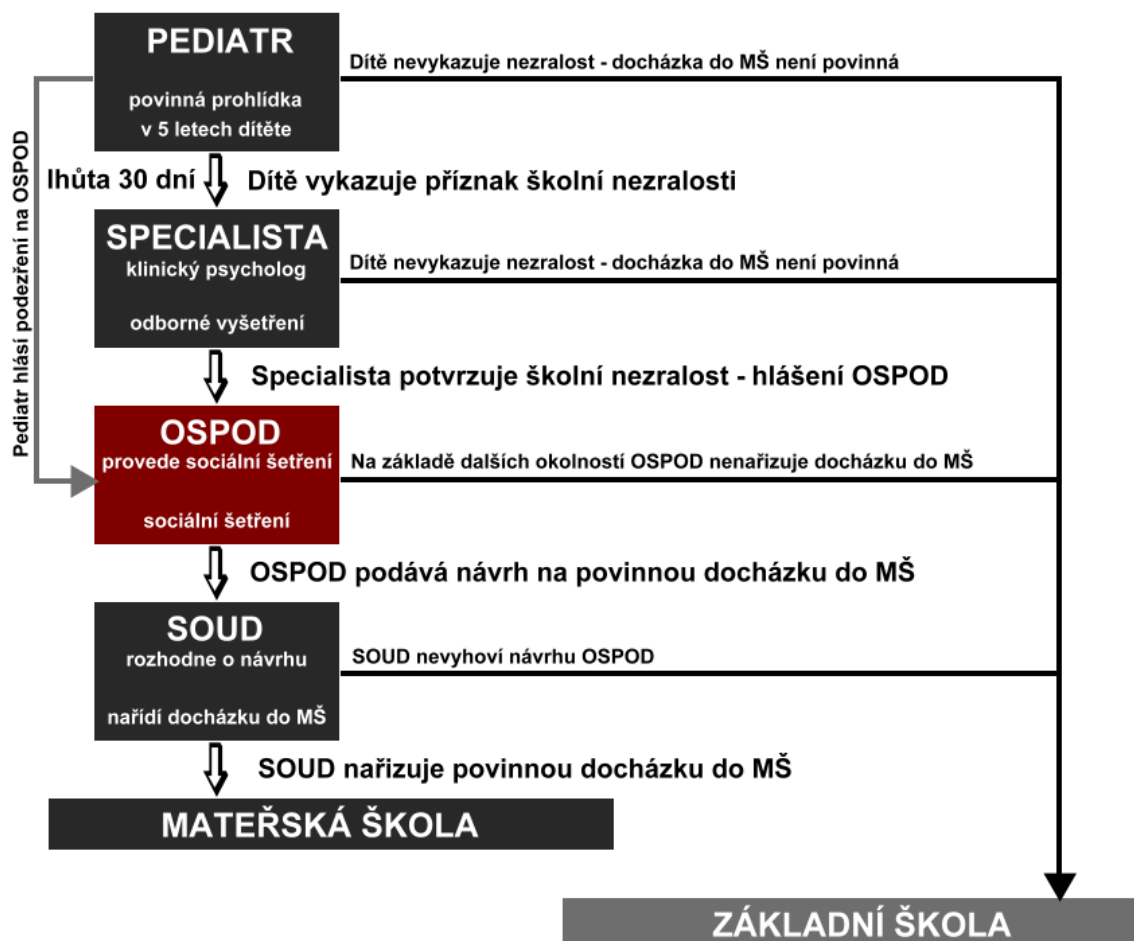 PEDIATR
povinná prohlídka
v 5 letech dítěte
Dítě nevykazuje nezralost - docházka do MŠ není povinná
Pediatr hlásí podezření na OSPOD
lhůta 30 dní
Dítě vykazuje příznak školní nezralosti
SPECIALISTA
klinický psycholog
odborné vyšetření
Dítě nevykazuje nezralost - docházka do MŠ není povinná
Specialista potvrzuje školní nezralost - hlášení OSPOD
OSPOD
provede sociální šetření
sociální šetření
Na základě dalších okolností OSPOD nenařizuje docházku do MŠ
OSPOD podává návrh na povinnou docházku do MŠ
SOUD
rozhodne o návrhu
nařídí docházku do MŠ
SOUD nevyhoví návrhu OSPOD
SOUD nařizuje povinnou docházku do MŠ
MATEŘSKÁ ŠKOLA
ZÁKLADNÍ ŠKOLA